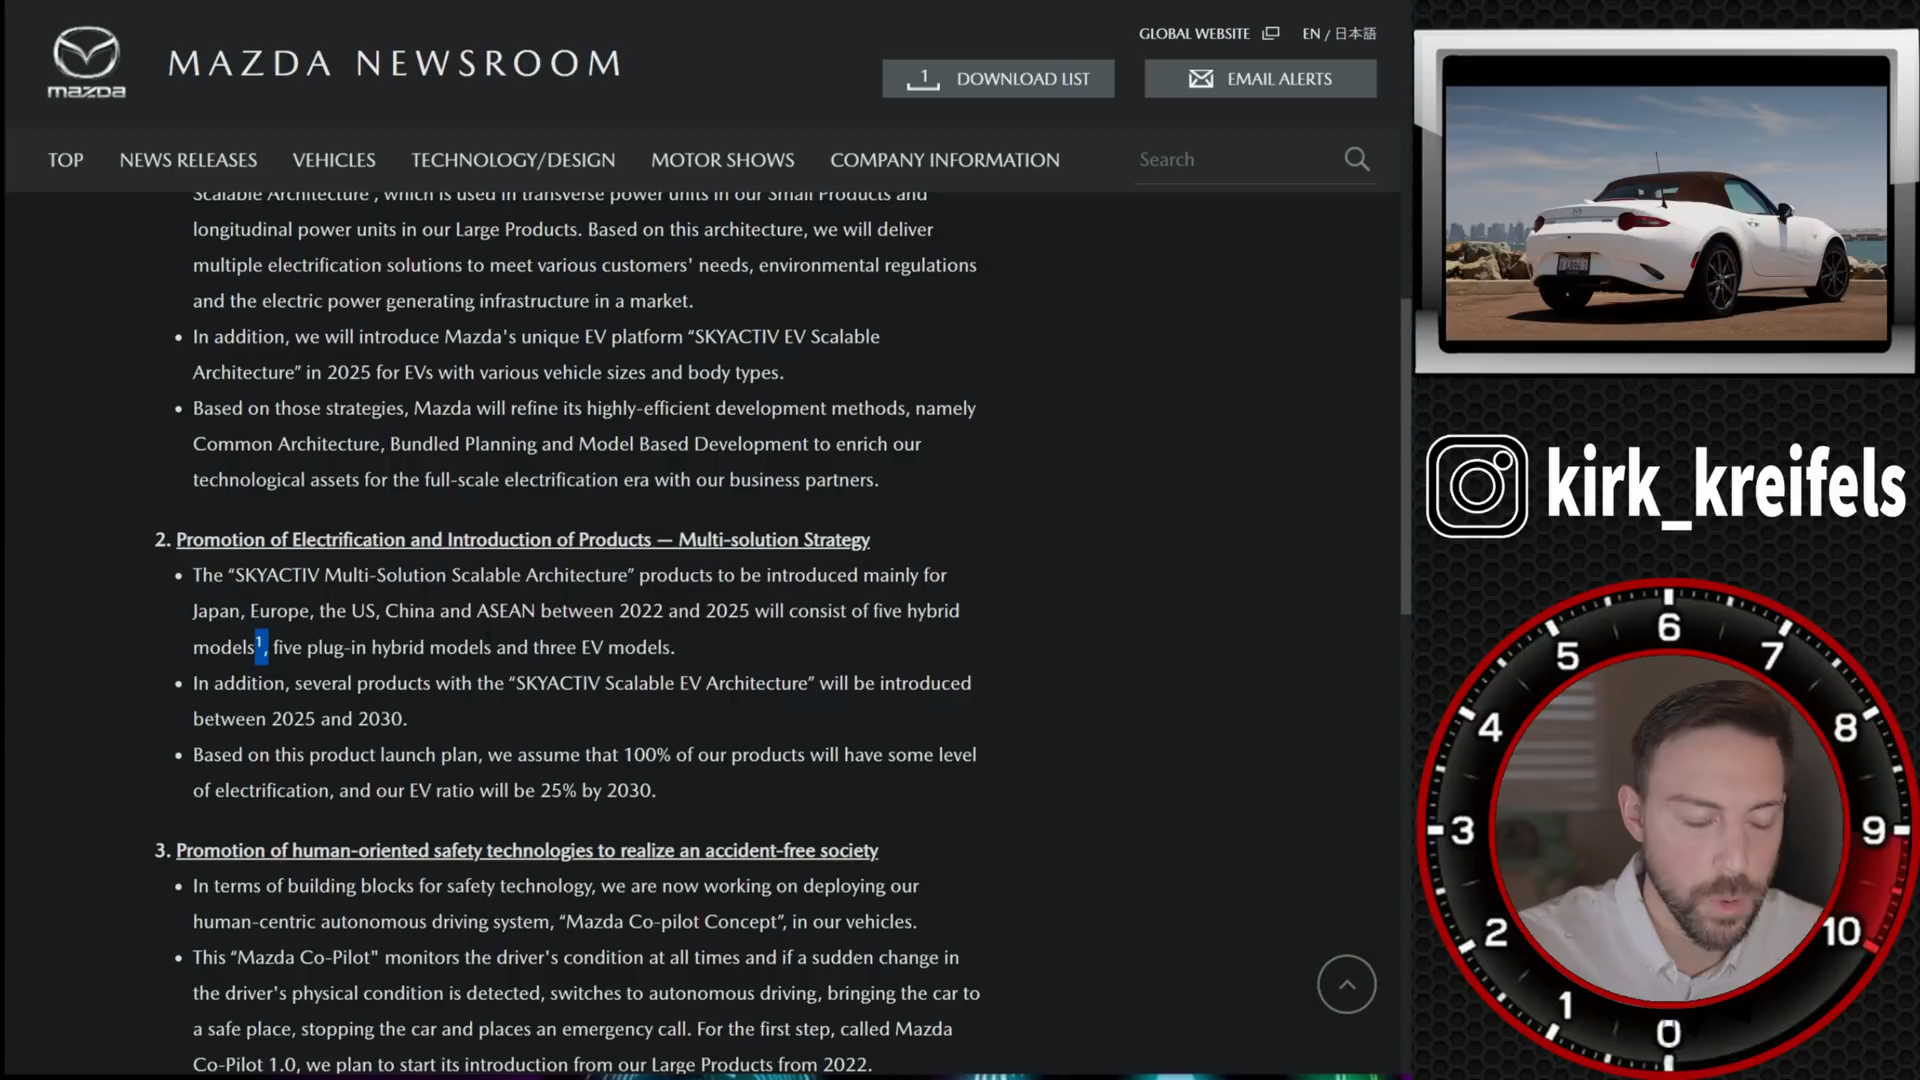 GLOBAL WEBSITE
EN / 日本語
mazda
MAZDA NEWSROOM
1 DOWNLOAD LIST
EMAIL ALERTS
TOP
NEWS RELEASES
VEHICLES
TECHNOLOGY/DESIGN
MOTOR SHOWS
COMPANY INFORMATION
Search
Scalable Architecture", which is used in transverse power units in our Small Products and
longitudinal power units in our Large Products. Based on this architecture, we will deliver
multiple electrification solutions to meet various customers' needs, environmental regulations
and the electric power generating infrastructure in a market.
• In addition, we will introduce Mazda's unique EV platform “SKYACTIV EV Scalable
Architecture” in 2025 for EVs with various vehicle sizes and body types.
• Based on those strategies, Mazda will refine its highly-efficient development methods, namely
Common Architecture, Bundled Planning and Model Based Development to enrich our
technological assets for the full-scale electrification era with our business partners.
2. Promotion of Electrification and Introduction of Products — Multi-solution Strategy
• The “SKYACTIV Multi-Solution Scalable Architecture” products to be introduced mainly for
Japan, Europe, the US, China and ASEAN between 2022 and 2025 will consist of five hybrid
models¹, five plug-in hybrid models and three EV models.
• In addition, several products with the “SKYACTIV Scalable EV Architecture” will be introduced
between 2025 and 2030.
• Based on this product launch plan, we assume that 100% of our products will have some level
of electrification, and our EV ratio will be 25% by 2030.
3. Promotion of human-oriented safety technologies to realize an accident-free society
• In terms of building blocks for safety technology, we are now working on deploying our
human-centric autonomous driving system, “Mazda Co-pilot Concept”, in our vehicles.
• This “Mazda Co-Pilot" monitors the driver's condition at all times and if a sudden change in
the driver's physical condition is detected, switches to autonomous driving, bringing the car to
a safe place, stopping the car and places an emergency call. For the first step, called Mazda
Co-Pilot 1.0, we plan to start its introduction from our Large Products from 2022.
kirk_kreifels
0
1
2
3
4
5
6
7
8
9
10